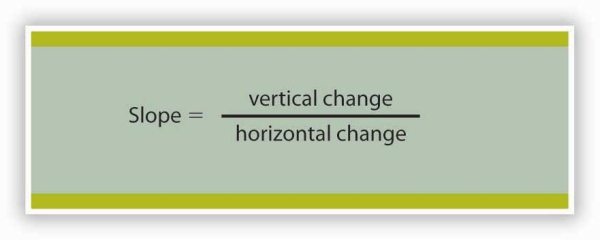 vertical change
Slope =
horizontal change